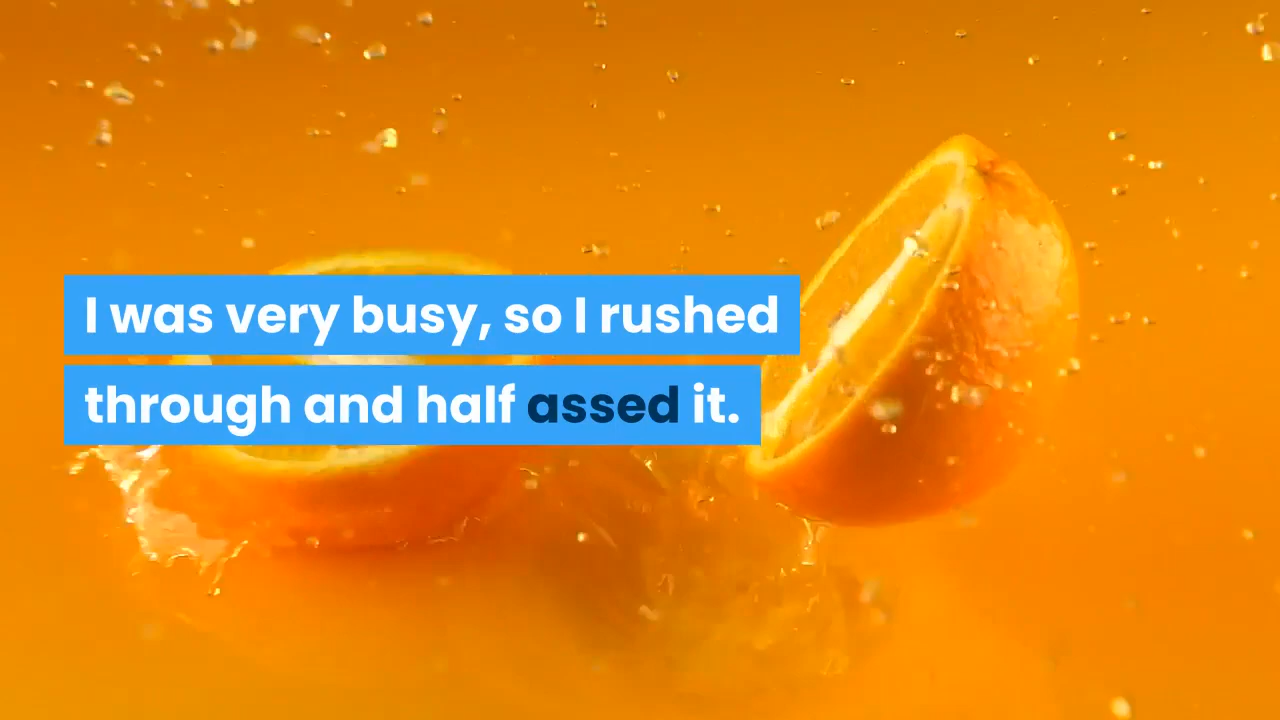 I was very busy, so I rushed
through and half assed it.